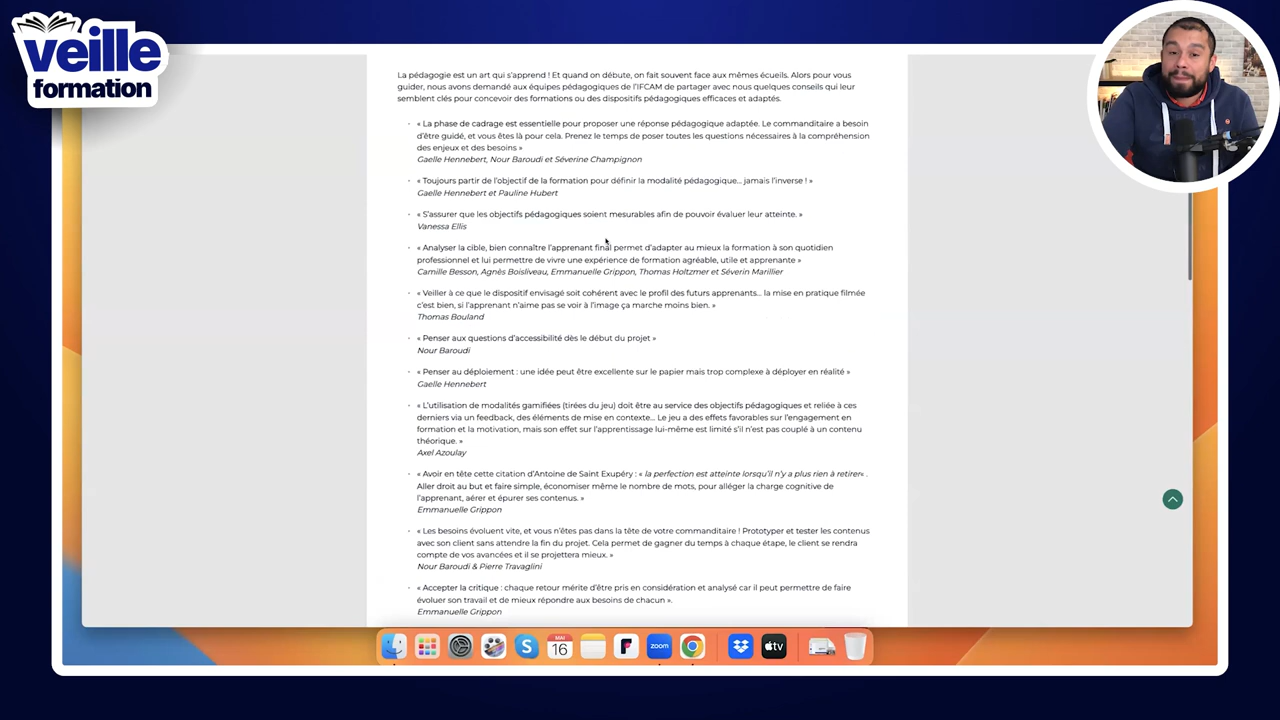 veille
formation
La pédagogie est un art qui s'apprend ! Et quand on débute, on fait souvent face aux mêmes écueils. Alors pour vous
guider, nous avons demandé aux équipes pédagogiques de l'IFCAM de partager avec nous quelques conseils qui leur
semblent clés pour concevoir des formations ou des dispositifs pédagogiques efficaces et adaptés.
« La phase de cadrage est essentielle pour proposer une réponse pédagogique adaptée. Le commanditaire a besoin
d'être guidé, et vous êtes là pour cela. Prenez le temps de poser toutes les questions nécessaires à la compréhension
des enjeux et des besoins »
Gaelle Hennebert, Nour Baroudi et Séverine Champignon
« Toujours partir de l'objectif de la formation pour définir la modalité pédagogique… jamais l'inverse ! »
Gaelle Hennebert et Pauline Hubert
« S'assurer que les objectifs pédagogiques soient mesurables afin de pouvoir évaluer leur atteinte. »
Vanessa Ellis
« Analyser la cible, bien connaître l'apprenant final permet d'adapter au mieux la formation à son quotidien
professionnel et lui permettre de vivre une expérience de formation agréable, utile et apprenante »
Camille Besson, Agnès Boisliveau, Emmanuelle Grippon, Thomas Holtzmer et Séverin Marillier
« Veiller à ce que le dispositif envisagé soit cohérent avec le profil des futurs apprenants… la mise en pratique filmée
c'est bien, si l'apprenant n'aime pas se voir à l'image ça marche moins bien. »
Thomas Bouland
« Penser aux questions d'accessibilité dès le début du projet »
Nour Baroudi
« Penser au déploiement : une idée peut être excellente sur le papier mais trop complexe à déployer en réalité »
Gaelle Hennebert
« L'utilisation de modalités gamifiées (tirées du jeu) doit être au service des objectifs pédagogiques et reliée à ces
derniers via un feedback, des éléments de mise en contexte… Le jeu a des effets favorables sur l'engagement en
formation et la motivation, mais son effet sur l'apprentissage lui-même est limité s'il n'est pas couplé à un contenu
théorique. »
Axel Azoulay
« Avoir en tête cette citation d'Antoine de Saint Exupéry : « la perfection est atteinte lorsqu'il n'y a plus rien à retirer« .
Aller droit au but et faire simple, économiser même le nombre de mots, pour alléger la charge cognitive de
l'apprenant, aérer et épurer ses contenus. »
Emmanuelle Grippon
« Les besoins évoluent vite, et vous n'êtes pas dans la tête de votre commanditaire ! Prototyper et tester les contenus
avec son client sans attendre la fin du projet. Cela permet de gagner du temps à chaque étape, le client se rendra
compte de vos avancées et il se projettera mieux. »
Nour Baroudi & Pierre Travaglini
« Accepter la critique : chaque retour mérite d'être pris en considération et analysé car il peut permettre de faire
évoluer son travail et de mieux répondre aux besoins de chacun ».
Emmanuelle Grippon
MAI
16
zoom
tv